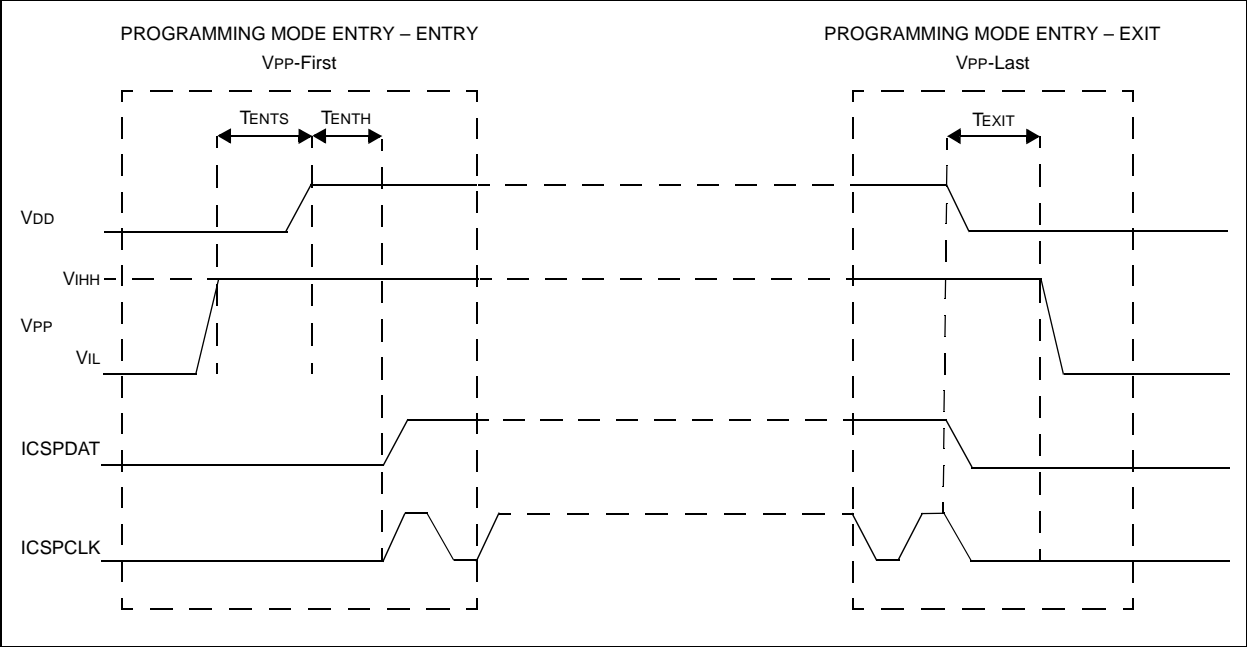 PROGRAMMING MODE ENTRY – ENTRY
VPP-First
PROGRAMMING MODE ENTRY – EXIT
VPP-Last
TENTS
TENTH
TEXIT
VDD
VIHH
VPP
VIL
ICSPDAT
ICSPCLK